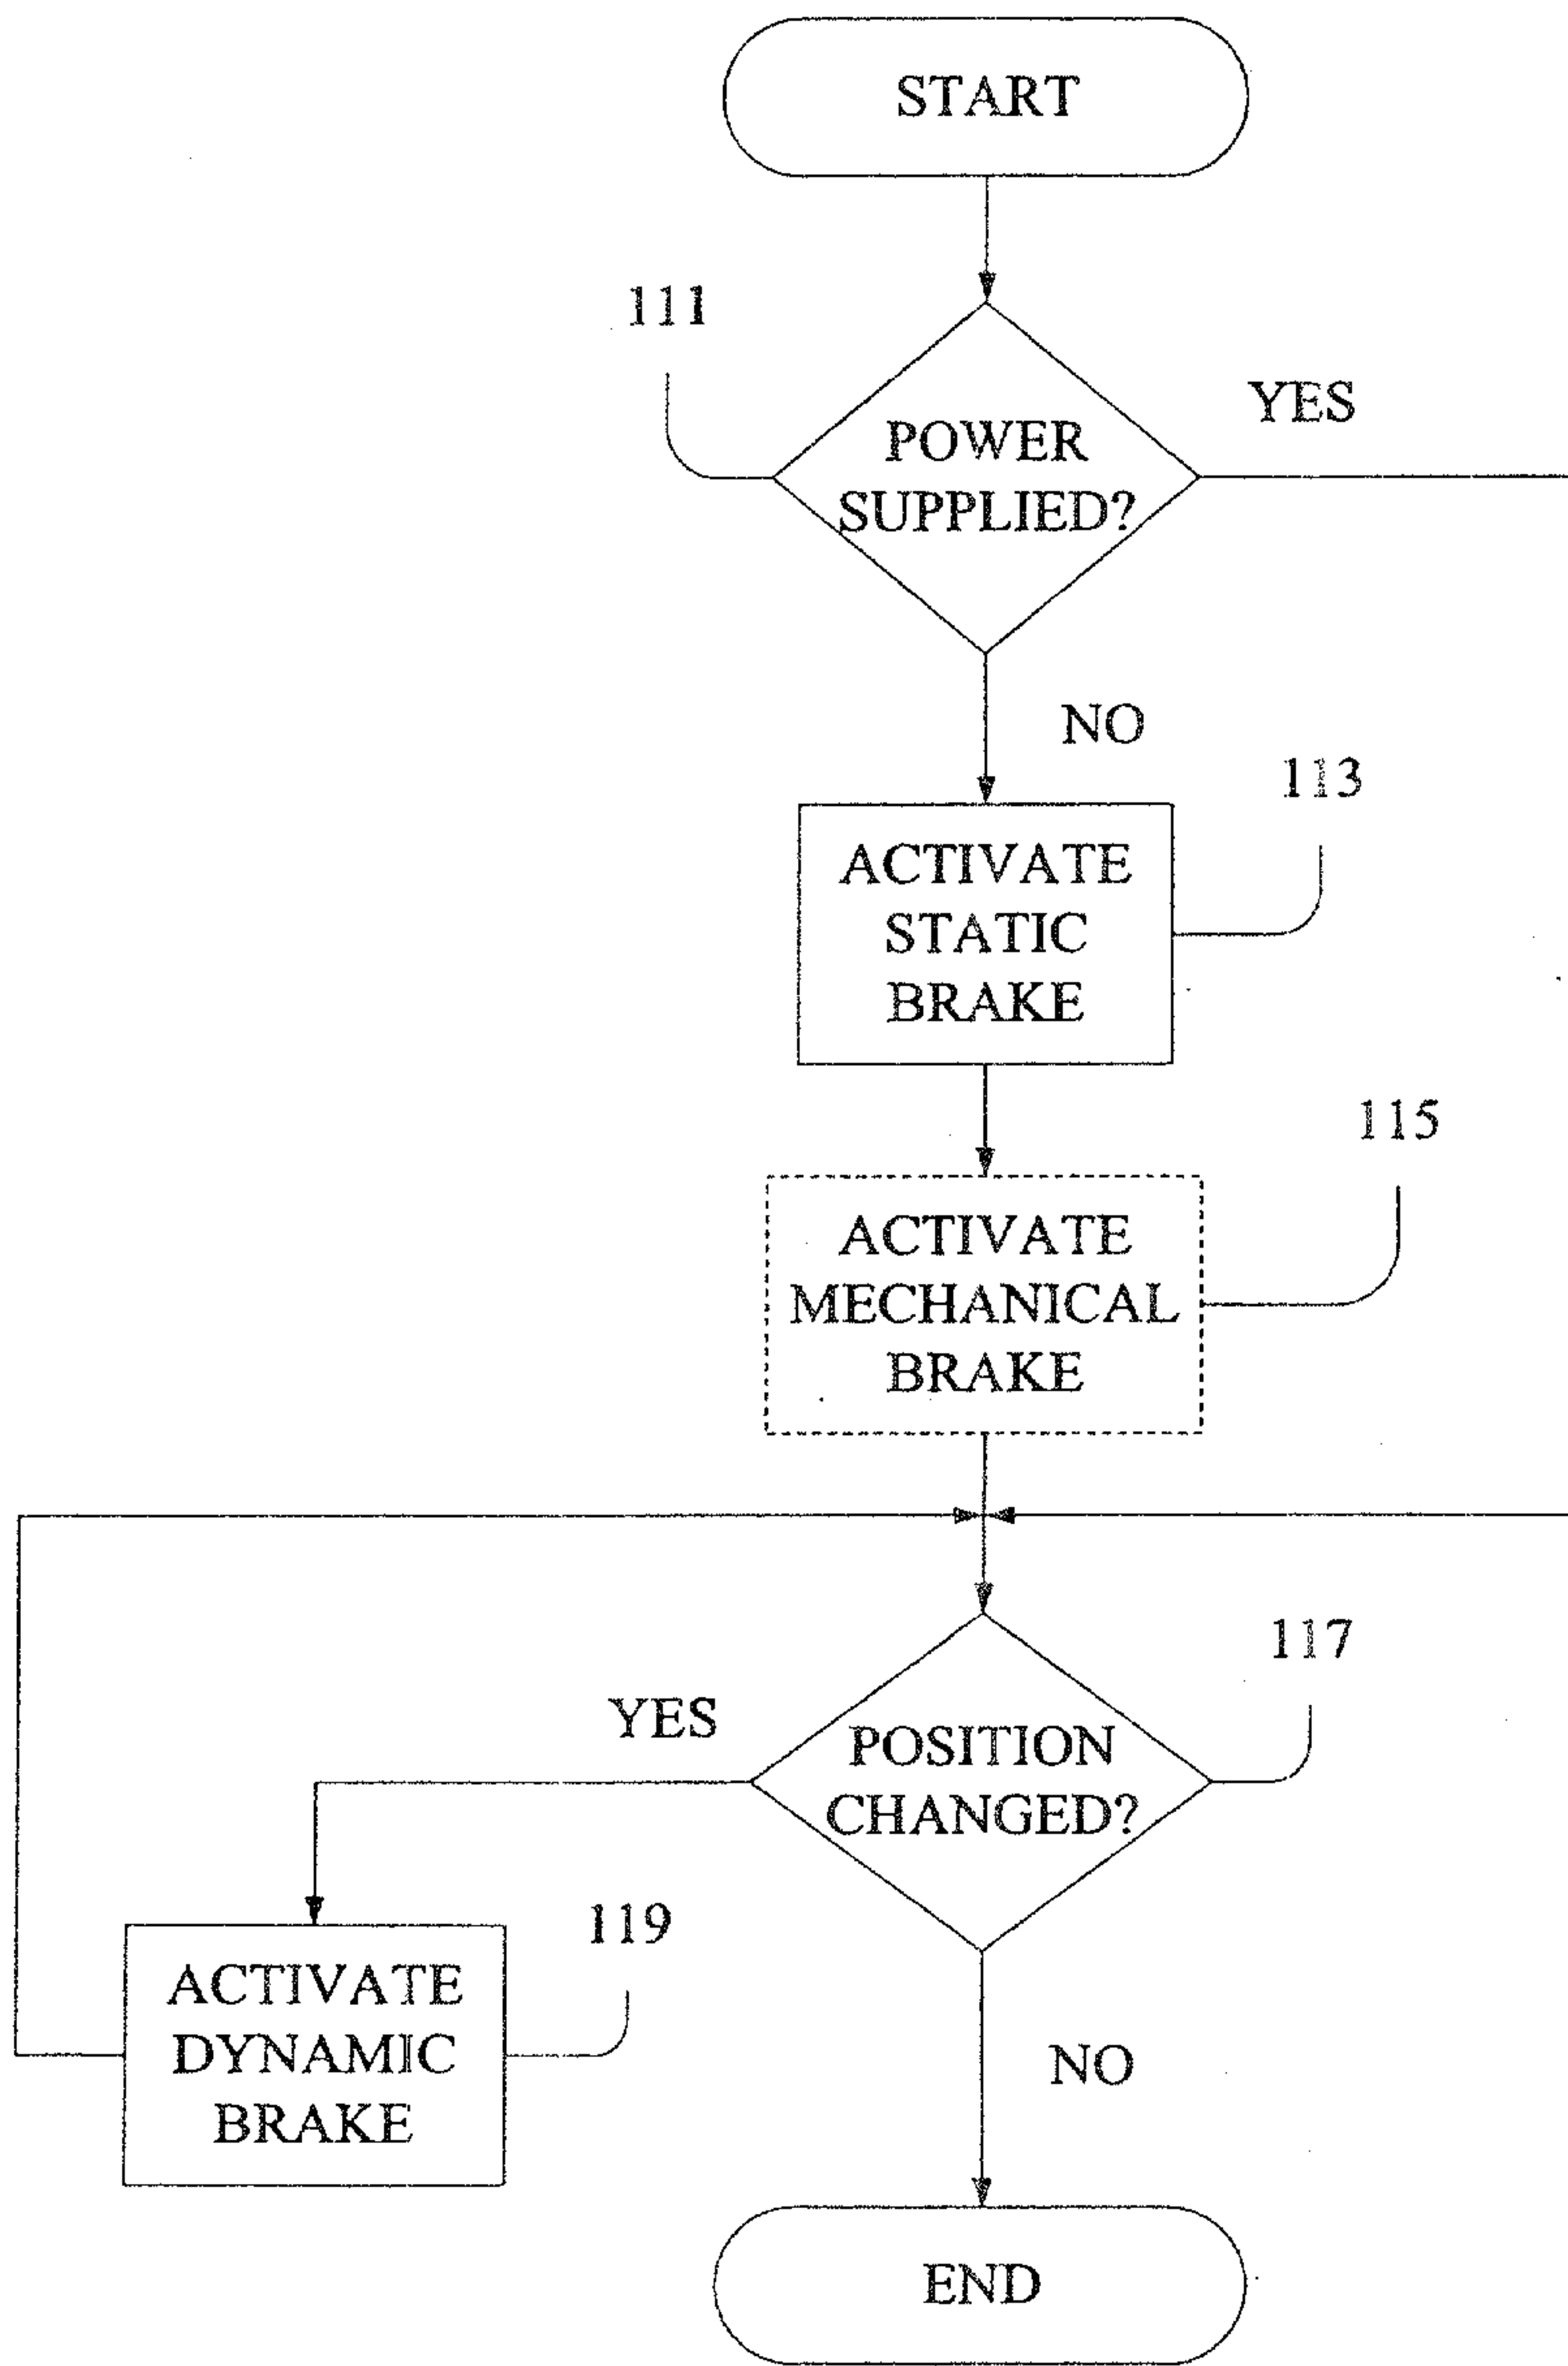 START
111
YES
POWER
SUPPLIED?
NO
113
ACTIVATE
STATIC
BRAKE
115
ACTIVATE
MECHANICAL
BRAKE
117
YES
POSITION
CHANGED?
119
ACTIVATE
DYNAMIC
BRAKE
NO
END